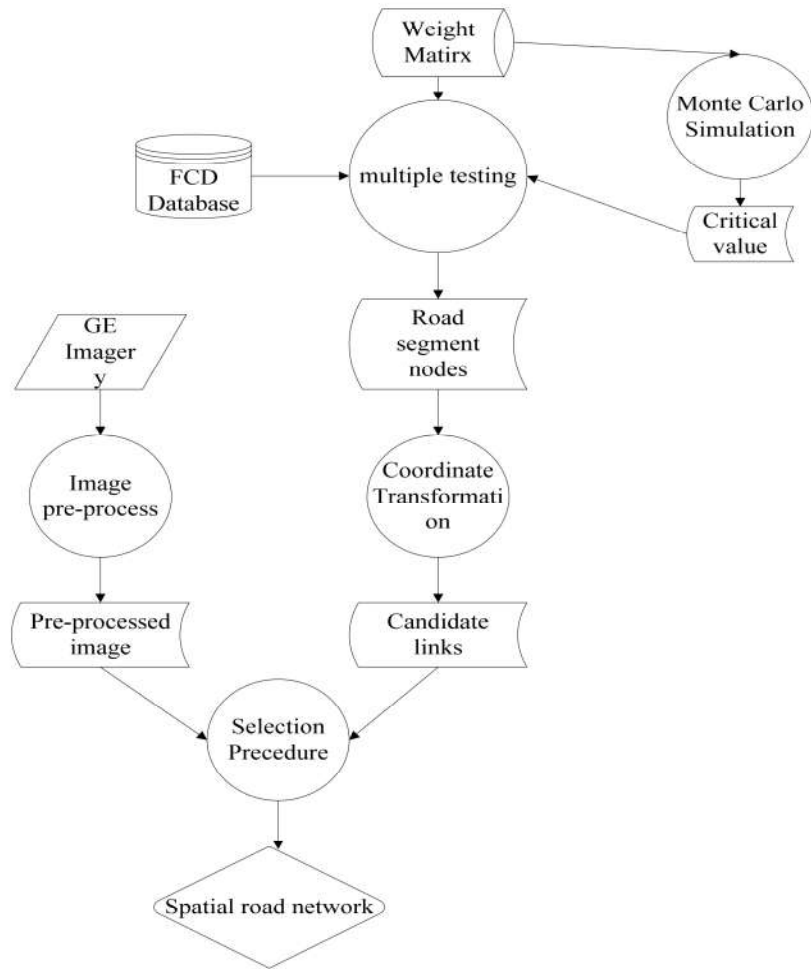 Weight
Matirx
Monte Carlo
Simulation
FCD
Database
multiple testing
Critical
value
GE
Imager
y
Road
segment
nodes
Image
pre-process
Coordinate
Transformati
on
Pre-processed
image
Candidate
links
Selection
Precedure
Spatial road network